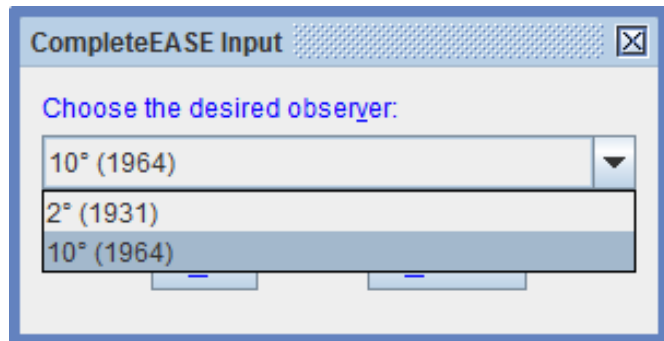 CompleteEASE Input
Choose the desired observer:
10° (1964)
2° (1931)
10° (1964)